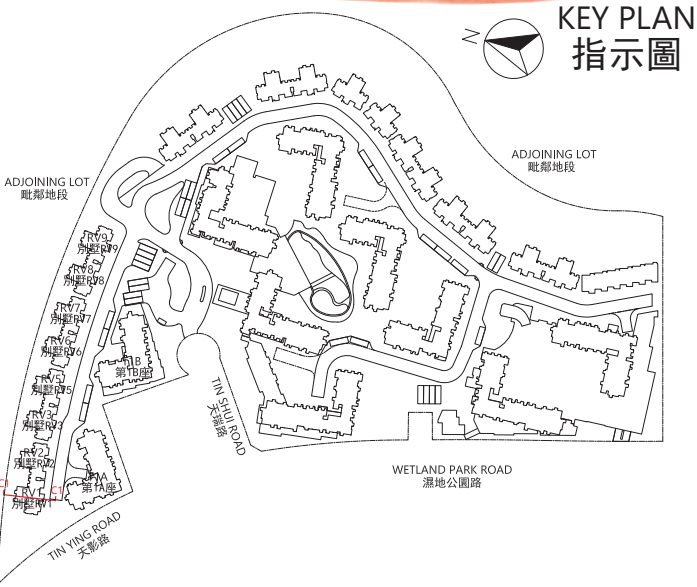 KEY PLAN
指示圖
N
ADJOINING LOT
毗鄰地段
ADJOINING LOT
毗鄰地段
RV9
別墅RV9
RV8
別墅RV8
RV7
別墅RV7
RV6
別墅RV6
RV5
別墅RV5
RV3
別墅RV3
RV2
別墅RV2
RV1
別墅RV1
C1
C1
T1B
第1B座
T1A
第1A座
TIN SHUI ROAD
天瑞路
WETLAND PARK ROAD
濕地公園路
TIN YING ROAD
天影路